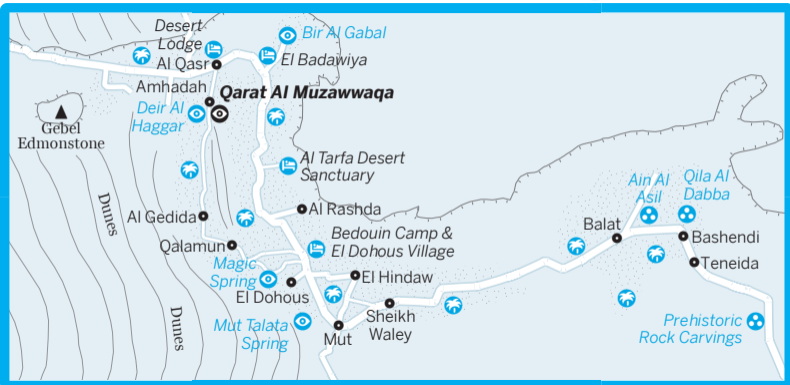 Desert
Lodge
Bir Al Gabal
Al Qasr
El Badawiya
Amhadah
Qarat Al Muzawwaqa
Deir Al
Haggar
Gebel
Edmonstone
Al Tarfa Desert
Sanctuary
Ain Al
Asil
Qila Al
Dabba
Dunes
Al Gedida
Al Rashda
Balat
Bashendi
Qalamun
Bedouin Camp &
El Dohous Village
Teneida
Magic
Spring
El Hindaw
El Dohous
Sheikh
Waley
Dunes
Mut Talata
Spring
Mut
Prehistoric
Rock Carvings